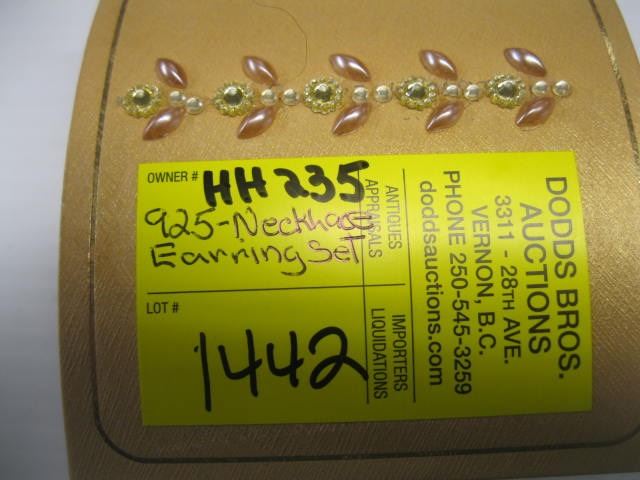 OWNER # HH235
925-Necklace
Earring Set
LOT #
1442
ANTIQUES
APPRAISALS
IMPORTERS
LIQUIDATIONS
DODDS BROS.
AUCTIONS
3311 - 28TH AVE.
VERNON, B.C.
PHONE 250-545-3259
doddsauctions.com